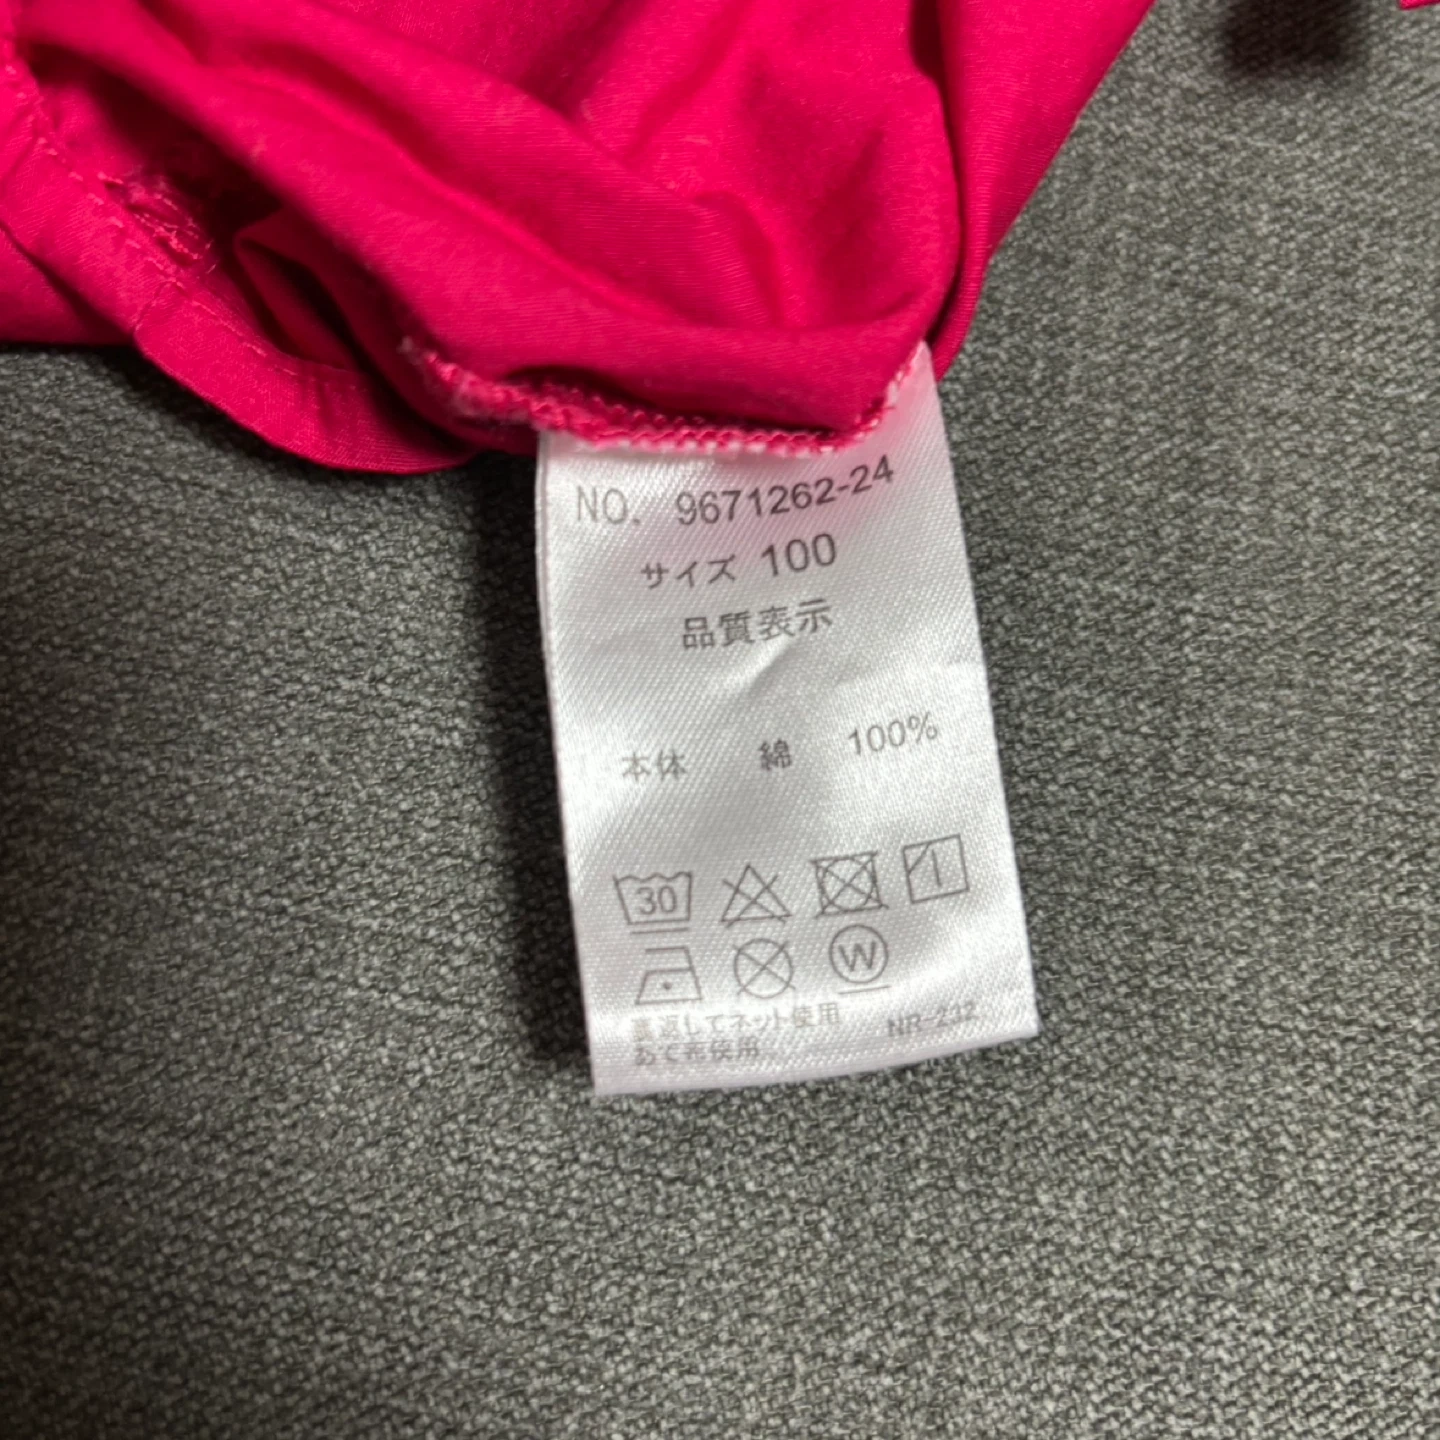 NO. 9671262-24
サイズ 100
品質表示
本体 綿 100%
30
W
裏返してネット使用 NR-232
あて布使用